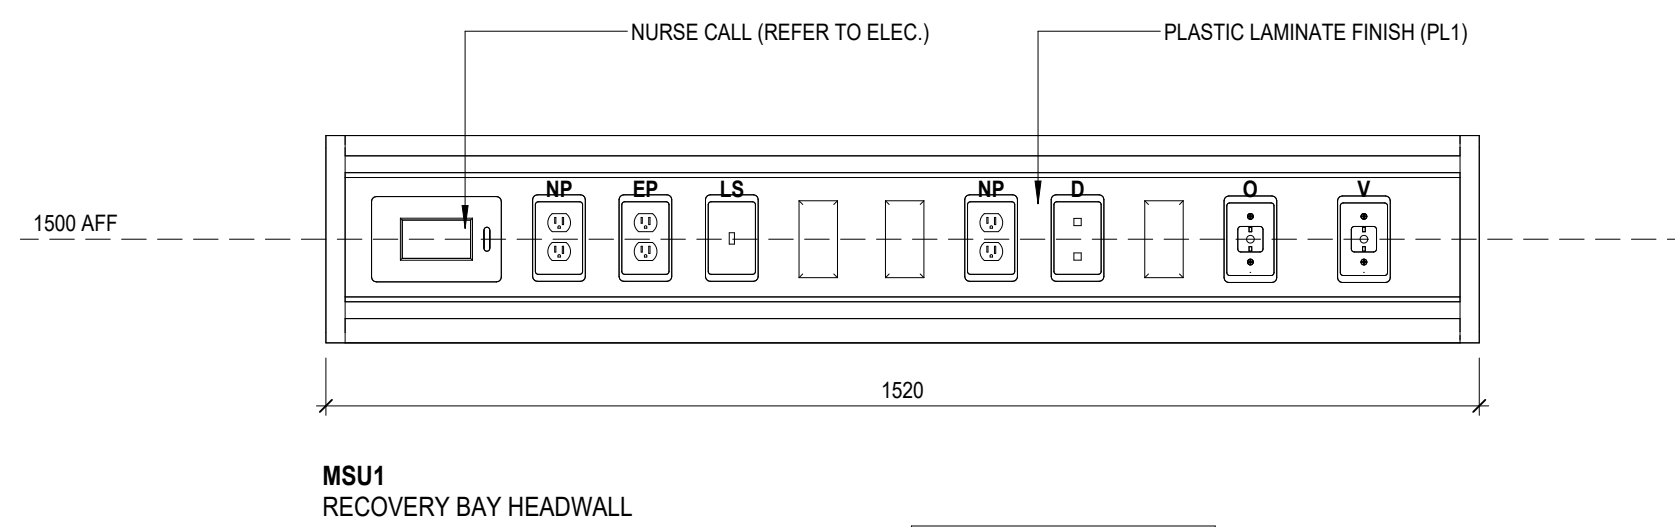 NURSE CALL (REFER TO ELEC.)
PLASTIC LAMINATE FINISH (PL1)
NP EP LS NP D O V
1500 AFF
1520
MSU1
RECOVERY BAY HEADWALL